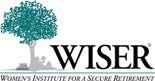 WISER®
WOMEN'S INSTITUTE FOR A SECURE RETIREMENT